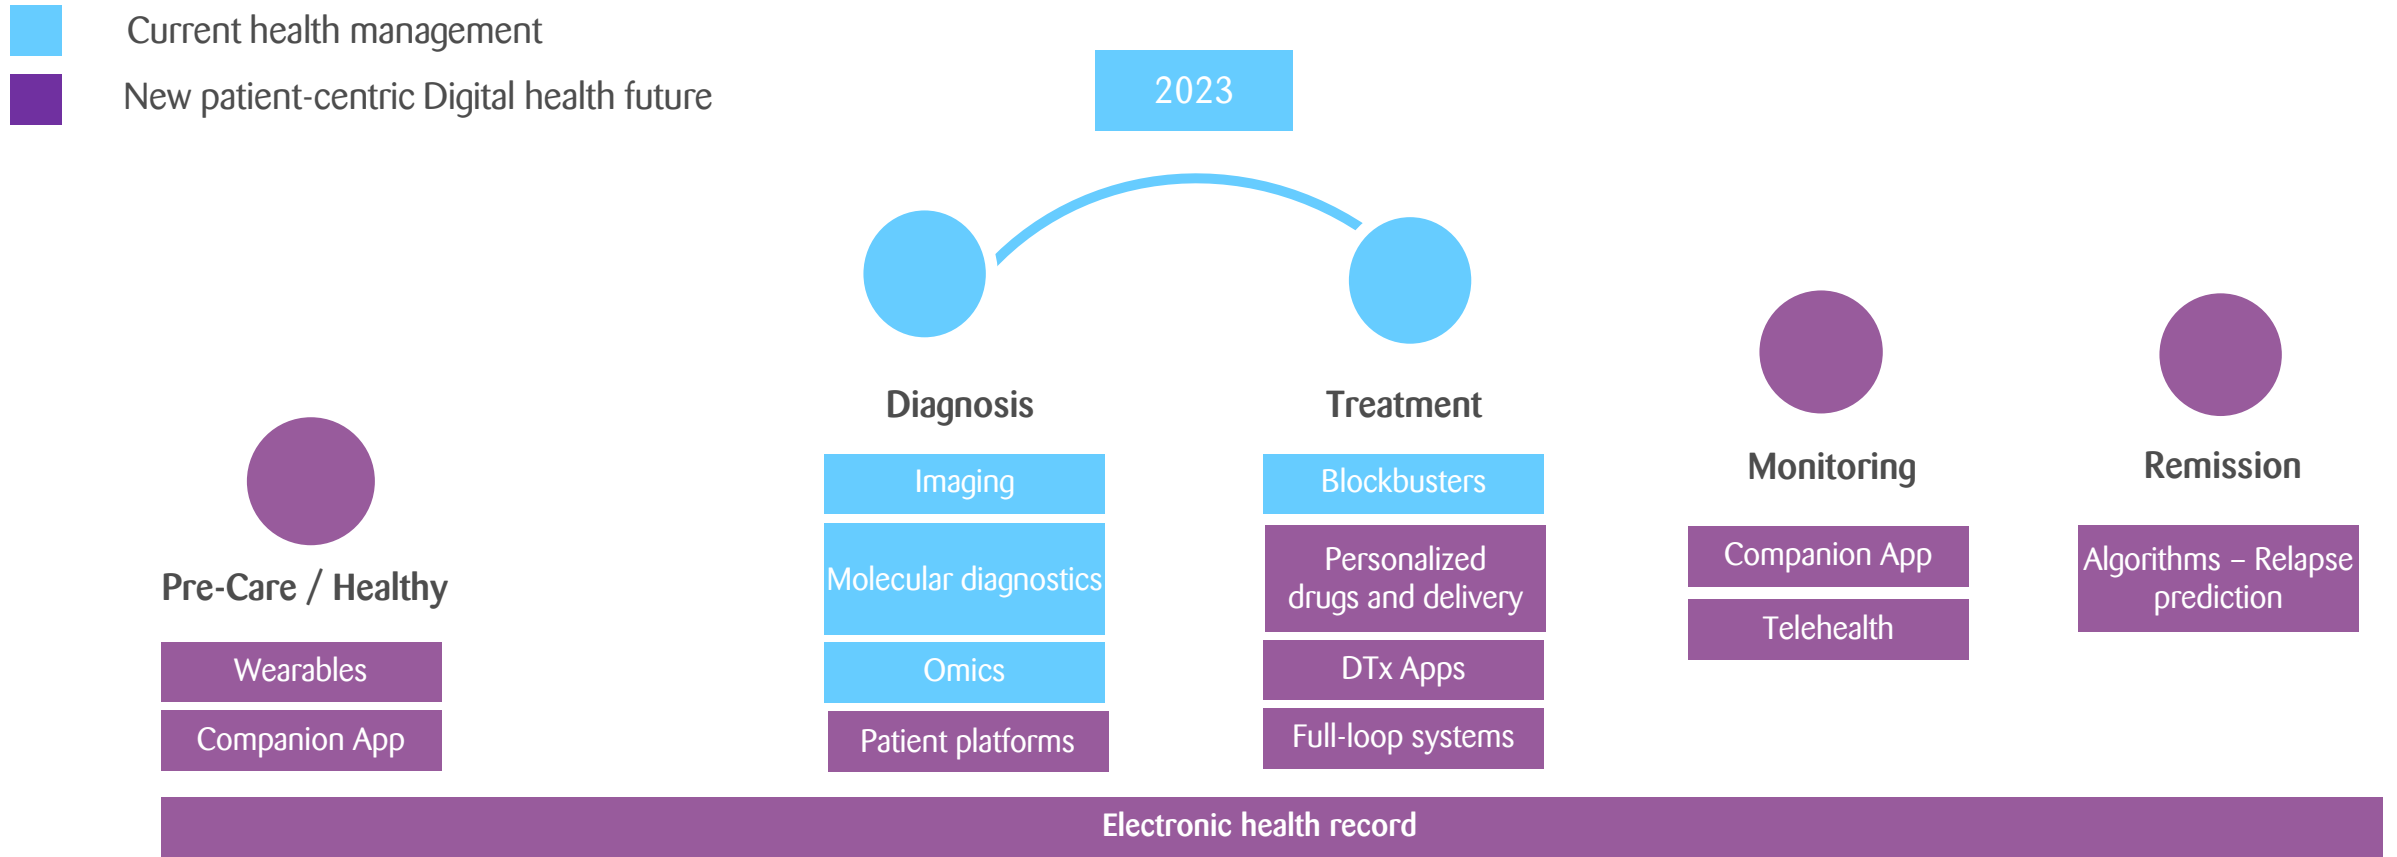 Current health management
New patient-centric Digital health future
2023
Pre-Care / Healthy
Wearables
Companion App
Diagnosis
Imaging
Molecular diagnostics
Omics
Patient platforms
Treatment
Blockbusters
Personalized
drugs and delivery
DTx Apps
Full-loop systems
Monitoring
Companion App
Telehealth
Remission
Algorithms – Relapse
prediction
Electronic health record